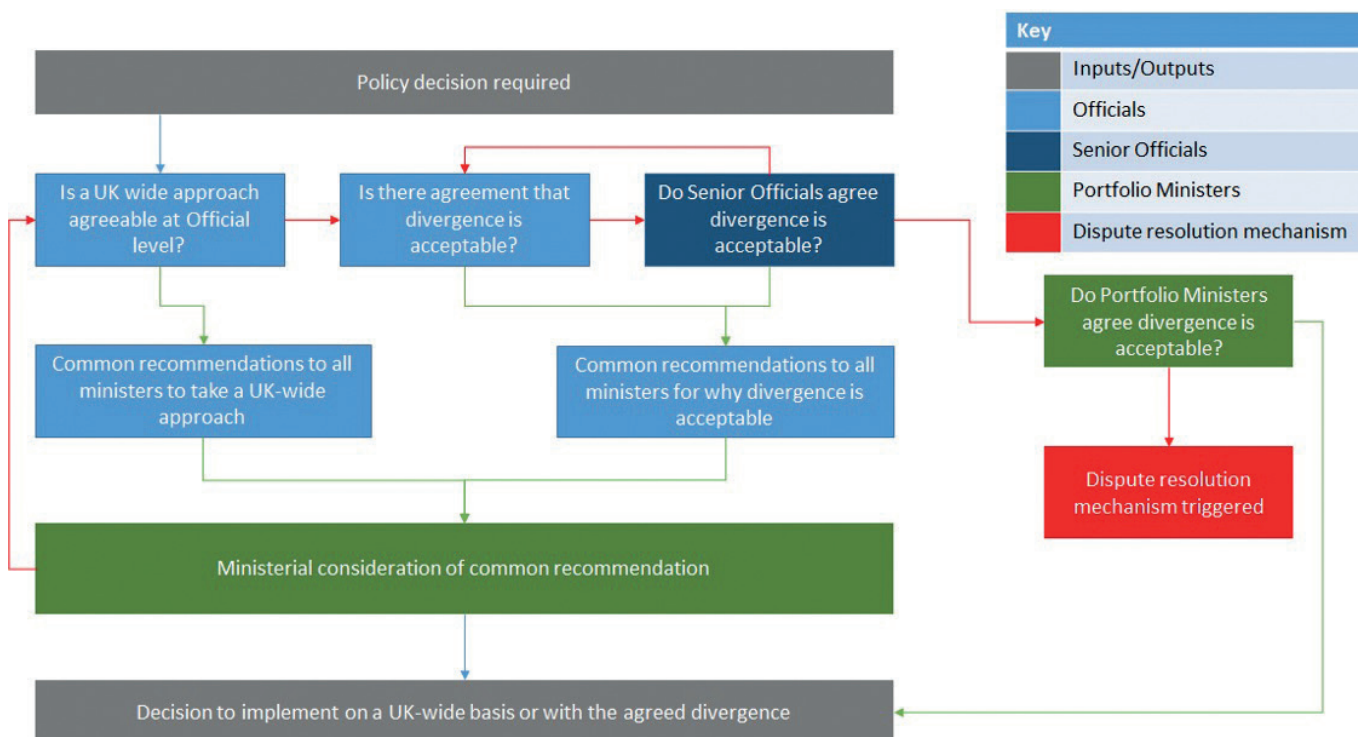 Key
Inputs/Outputs
Officials
Senior Officials
Portfolio Ministers
Dispute resolution mechanism
Policy decision required
Is a UK wide approach
agreeable at Official
level?
Is there agreement that
divergence is
acceptable?
Do Senior Officials agree
divergence is
acceptable?
Do Portfolio Ministers
agree divergence is
acceptable?
Common recommendations to all
ministers to take a UK-wide
approach
Common recommendations to all
ministers for why divergence is
acceptable
Dispute resolution
mechanism triggered
Ministerial consideration of common recommendation
Decision to implement on a UK-wide basis or with the agreed divergence